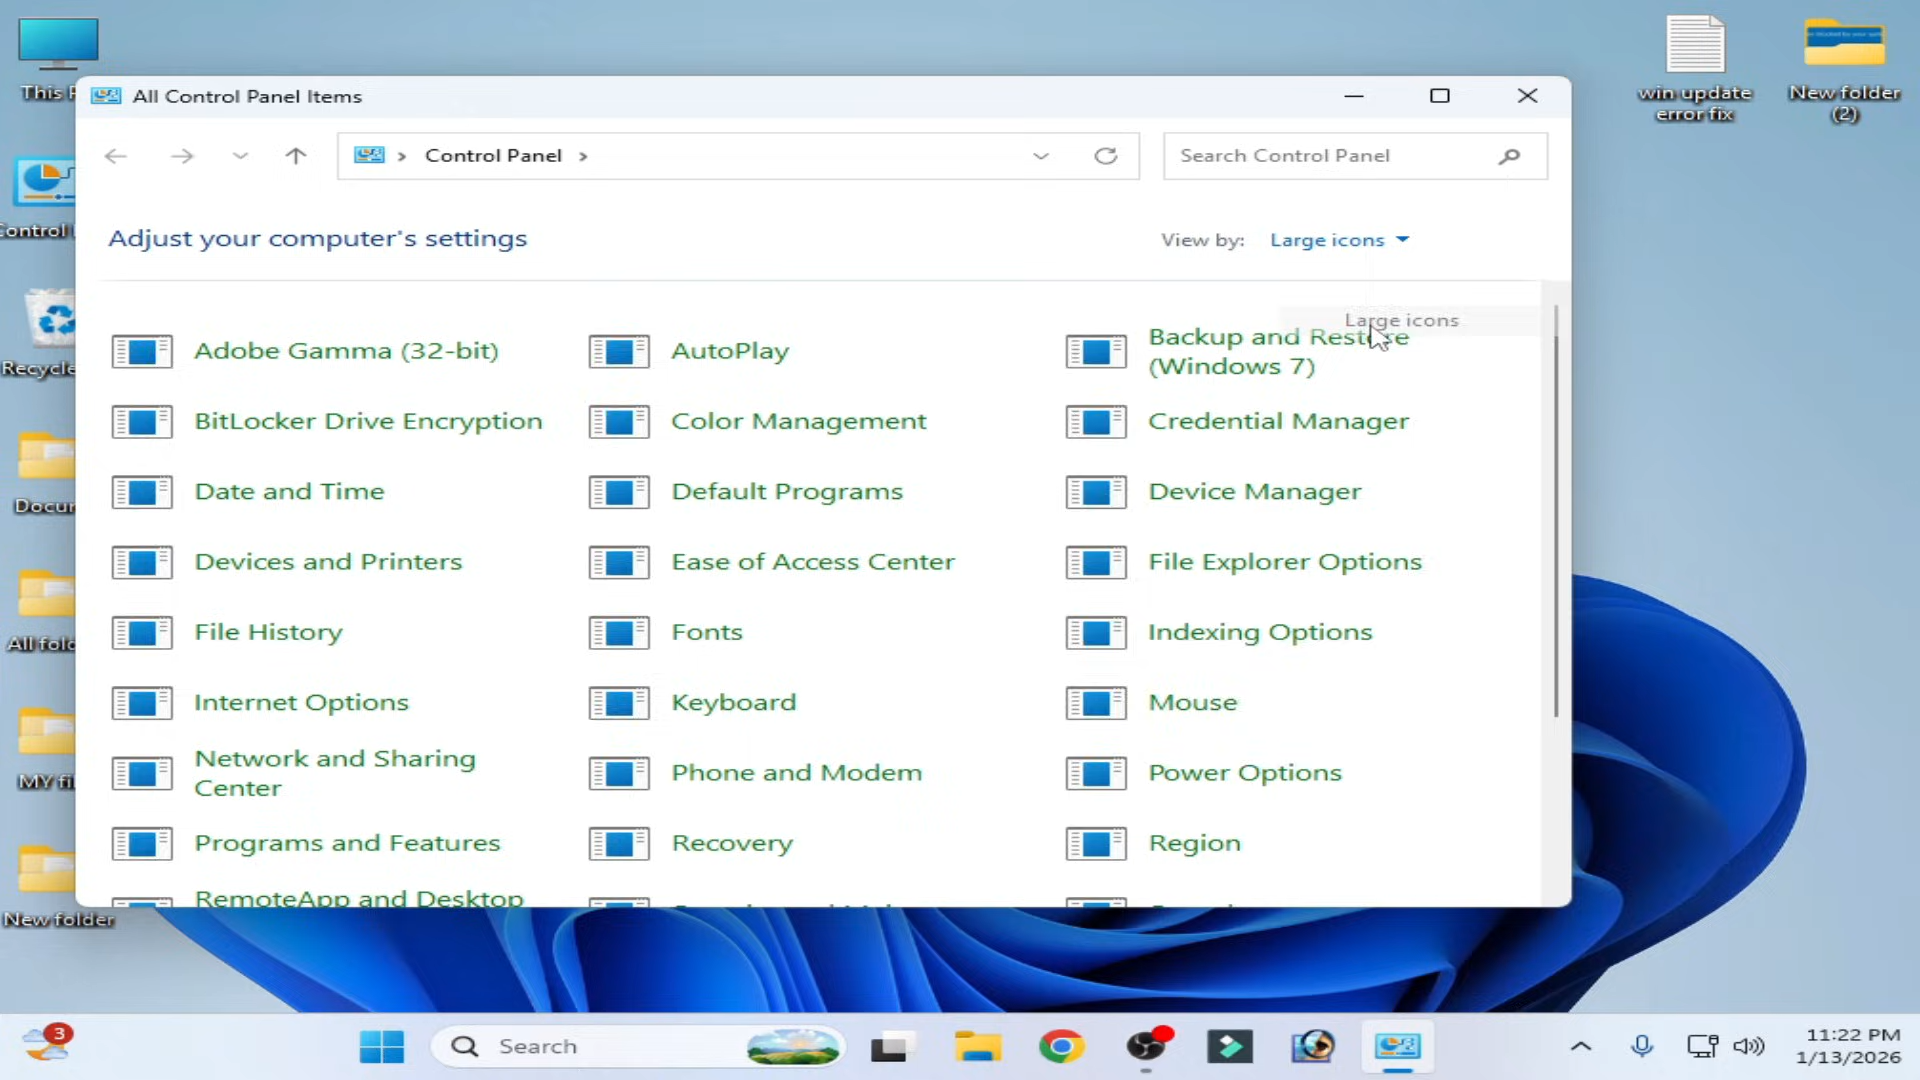 This P
win update
error fix
New folder
(2)
All Control Panel Items
Control Panel
Search Control Panel
Adjust your computer's settings
View by:
Large icons
Large icons
Adobe Gamma (32-bit)
AutoPlay
Backup and Restore
(Windows 7)
BitLocker Drive Encryption
Color Management
Credential Manager
Date and Time
Default Programs
Device Manager
Devices and Printers
Ease of Access Center
File Explorer Options
File History
Fonts
Indexing Options
Internet Options
Keyboard
Mouse
Network and Sharing
Center
Phone and Modem
Power Options
Programs and Features
Recovery
Region
RemoteApp and Desktop
Control
Recycle
Docu
All fol
MY fi
New folder
3
Search
11:22 PM
1/13/2026